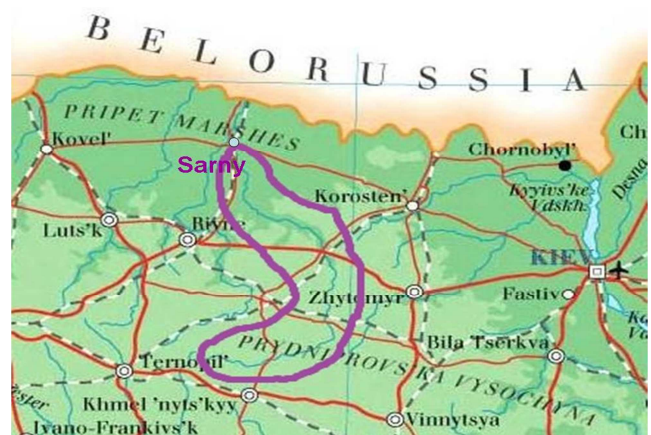 BELORUSSIA
PRIPET MARSHES
Ch
Kovel'
Chornobyl'
Sarny
Kyyivs'ke
Vdskh.
Desna
Korosten'
Luts'k
Rivne
KIEV
Zhytomyr
Fastiv
Bila Tserkva
Ternopil'
PRYDNIPROVS'KA VYSOCHYNA
Khmel 'nyts'kyy
Vinnytsya
Ivano-Frankivs'k